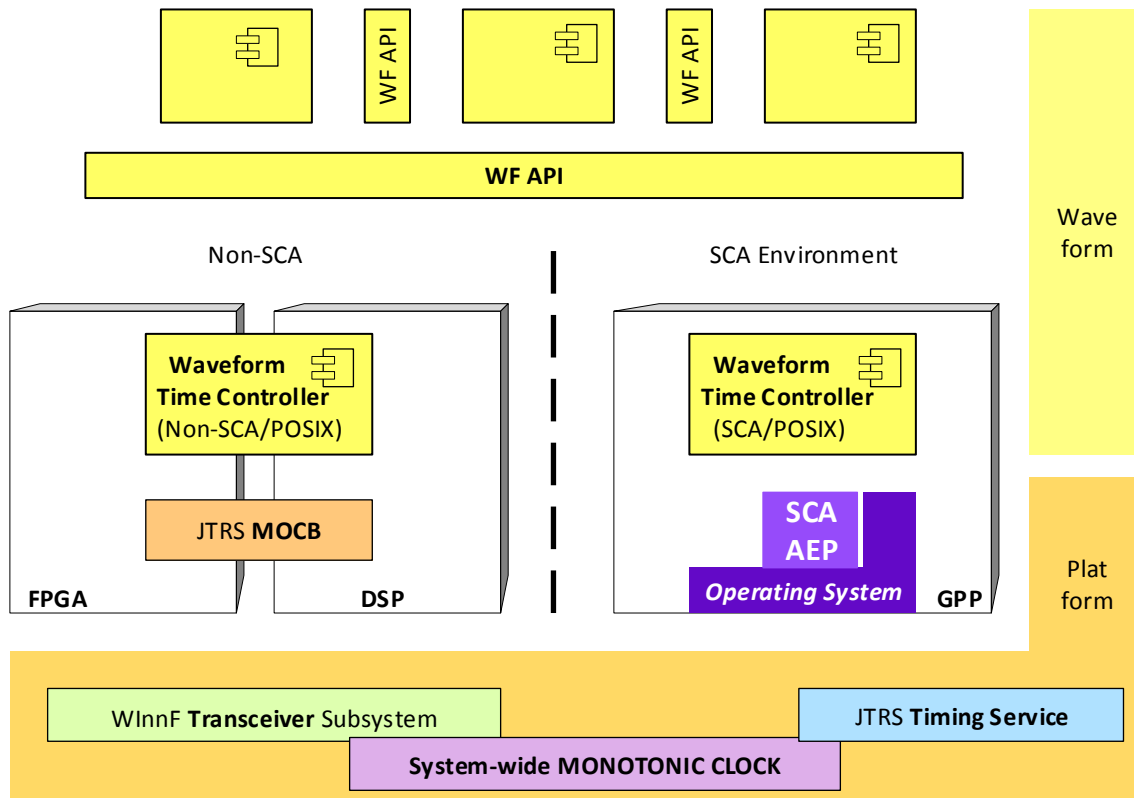 WF API
WF API
WF API
Wave
form
Non-SCA
SCA Environment
Waveform
Time Controller
(Non-SCA/POSIX)
Waveform
Time Controller
(SCA/POSIX)
JTRS MOCB
SCA
AEP
Operating System
FPGA
DSP
GPP
Plat
form
WInnF Transceiver Subsystem
JTRS Timing Service
System-wide MONOTONIC CLOCK